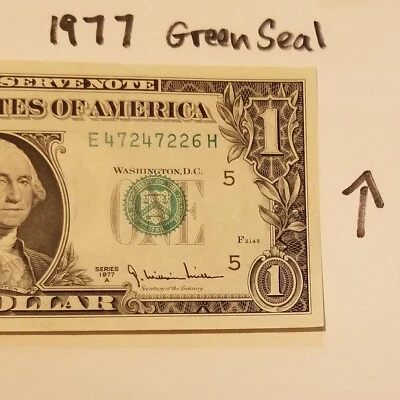 1977 Green Seal
SERVE NOTE
TES OF AMERICA
1
E 47247226 H
WASHINGTON, D.C.
5
ONE
F 3145
5
SERIES
1977
A
Secretary of the Treasury.
1
DOLLAR